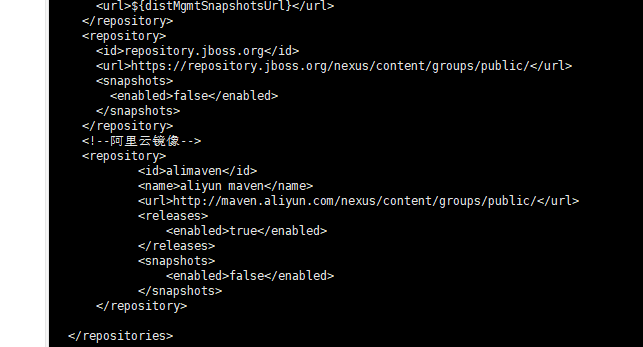 <url>${distMgmtSnapshotsUrl}</url>
</repository>
<repository>
<id>repository.jboss.org</id>
<url>https://repository.jboss.org/nexus/content/groups/public/</url>
<snapshots>
<enabled>false</enabled>
</snapshots>
</repository>
<!--阿里云镜像-->
<repository>
<id>alimaven</id>
<name>aliyun maven</name>
<url>http://maven.aliyun.com/nexus/content/groups/public/</url>
<releases>
<enabled>true</enabled>
</releases>
<snapshots>
<enabled>false</enabled>
</snapshots>
</repository>
</repositories>